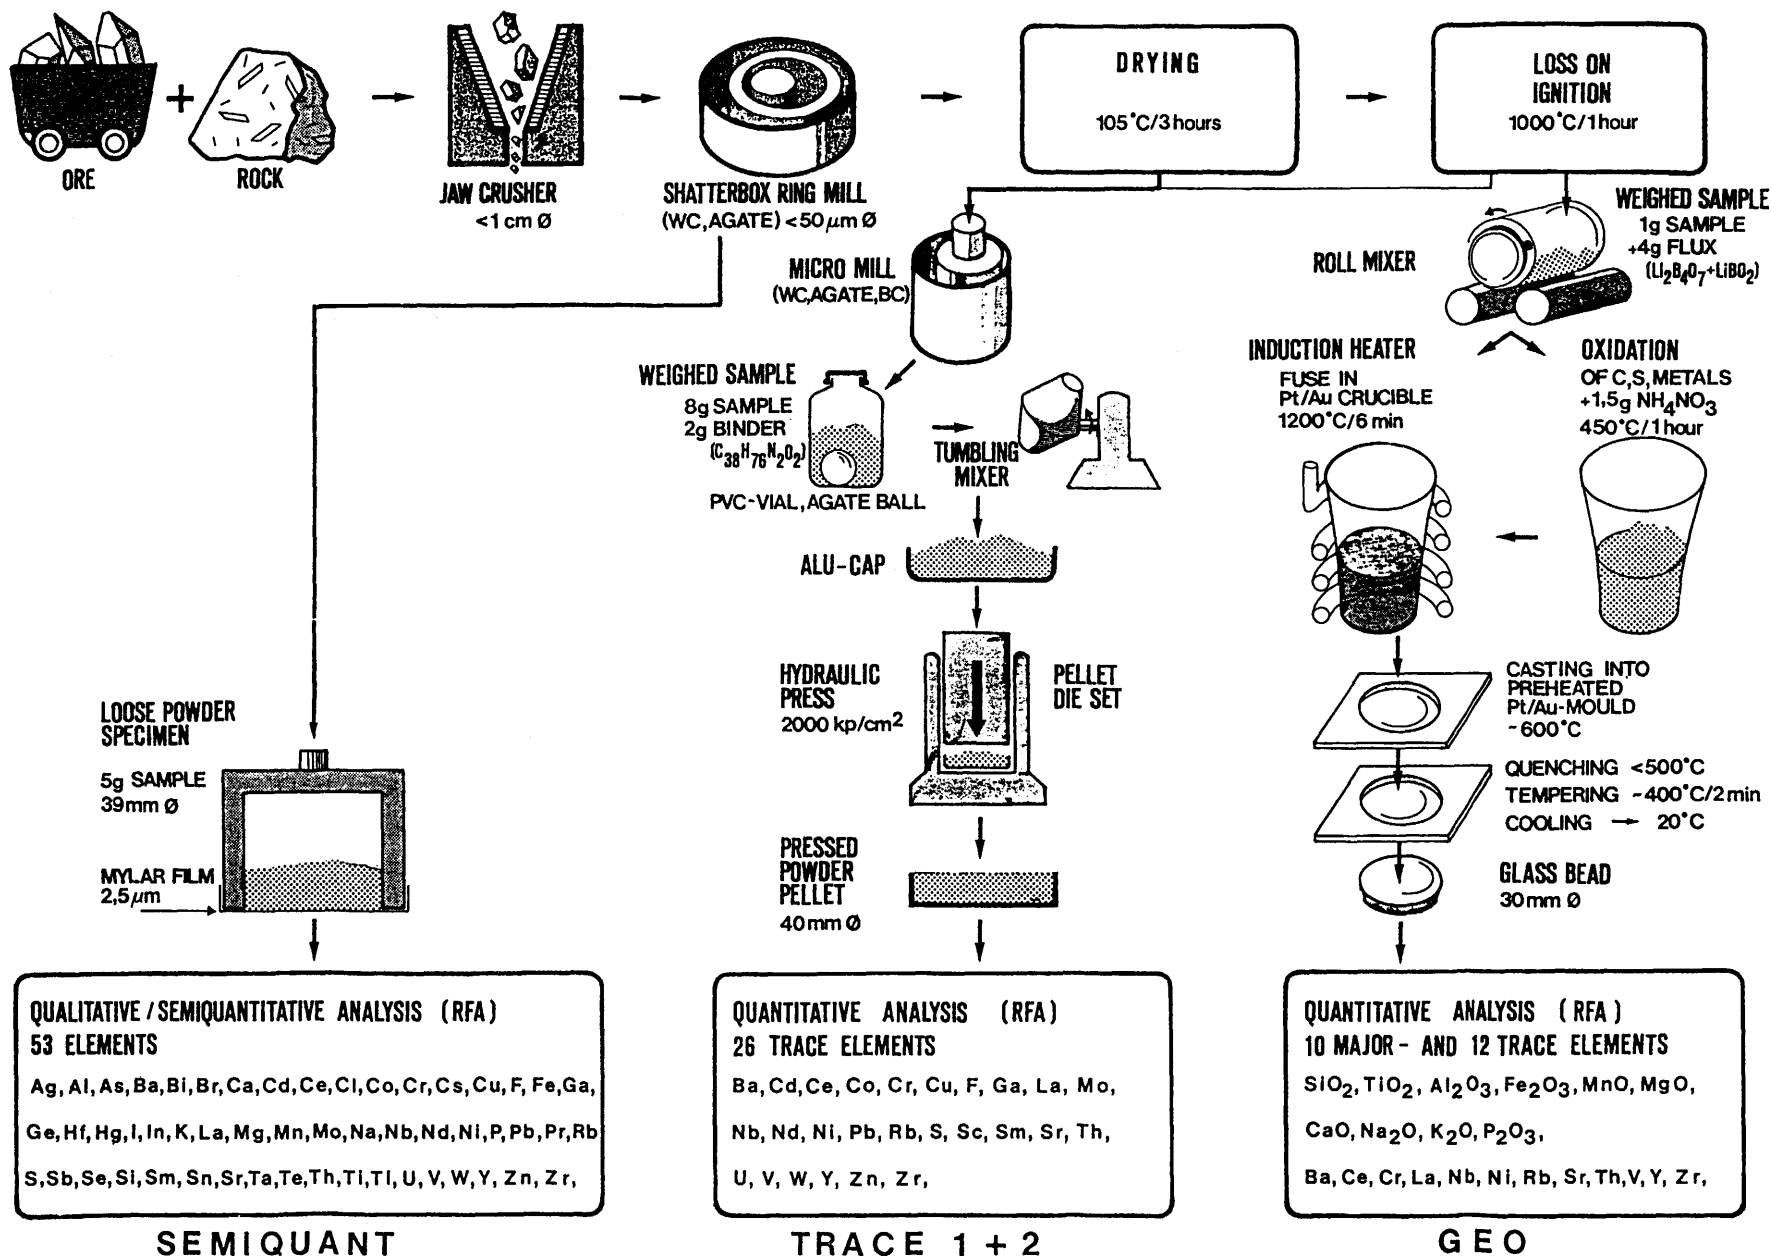 ORE
ROCK
JAW CRUSHER
<1 cm Ø
SHATTERBOX RING MILL
(WC, AGATE) <50 µm Ø
DRYING
105°C/3 hours
LOSS ON
IGNITION
1000°C/1 hour
WEIGHED SAMPLE
1g SAMPLE
+4g FLUX
(Li₂B₄O₇+LiBO₂)
ROLL MIXER
MICRO MILL
(WC,AGATE,BC)
WEIGHED SAMPLE
8g SAMPLE
2g BINDER
(C₃₈H₇₆N₂O₂)
PVC-VIAL, AGATE BALL
TUMBLING
MIXER
ALU-CAP
HYDRAULIC
PRESS
2000 kp/cm²
PELLET
DIE SET
PRESSED
POWDER
PELLET
40 mm Ø
INDUCTION HEATER
FUSE IN
Pt/Au CRUCIBLE
1200°C/6 min
OXIDATION
OF C,S, METALS
+1,5g NH₄NO₃
450°C/1 hour
CASTING INTO
PREHEATED
Pt/Au-MOULD
~600°C
QUENCHING <500°C
TEMPERING ~400°C/2 min
COOLING → 20°C
GLASS BEAD
30 mm Ø
LOOSE POWDER
SPECIMEN
5g SAMPLE
39 mm Ø
MYLAR FILM
2,5 µm
QUALITATIVE / SEMIQUANTITATIVE ANALYSIS (RFA)
53 ELEMENTS
Ag, Al, As, Ba, Bi, Br, Ca, Cd, Ce, Cl, Co, Cr, Cs, Cu, F, Fe, Ga,
Ge, Hf, Hg, I, In, K, La, Mg, Mn, Mo, Na, Nb, Nd, Ni, P, Pb, Pr, Rb
S, Sb, Se, Si, Sm, Sn, Sr, Ta, Te, Th, Ti, Tl, U, V, W, Y, Zn, Zr,
SEMIQUANT
QUANTITATIVE ANALYSIS (RFA)
26 TRACE ELEMENTS
Ba, Cd, Ce, Co, Cr, Cu, F, Ga, La, Mo,
Nb, Nd, Ni, Pb, Rb, S, Sc, Sm, Sr, Th,
U, V, W, Y, Zn, Zr,
TRACE 1 + 2
QUANTITATIVE ANALYSIS (RFA)
10 MAJOR- AND 12 TRACE ELEMENTS
SiO₂, TiO₂, Al₂O₃, Fe₂O₃, MnO, MgO,
CaO, Na₂O, K₂O, P₂O₃,
Ba, Ce, Cr, La, Nb, Ni, Rb, Sr, Th, V, Y, Zr,
GEO